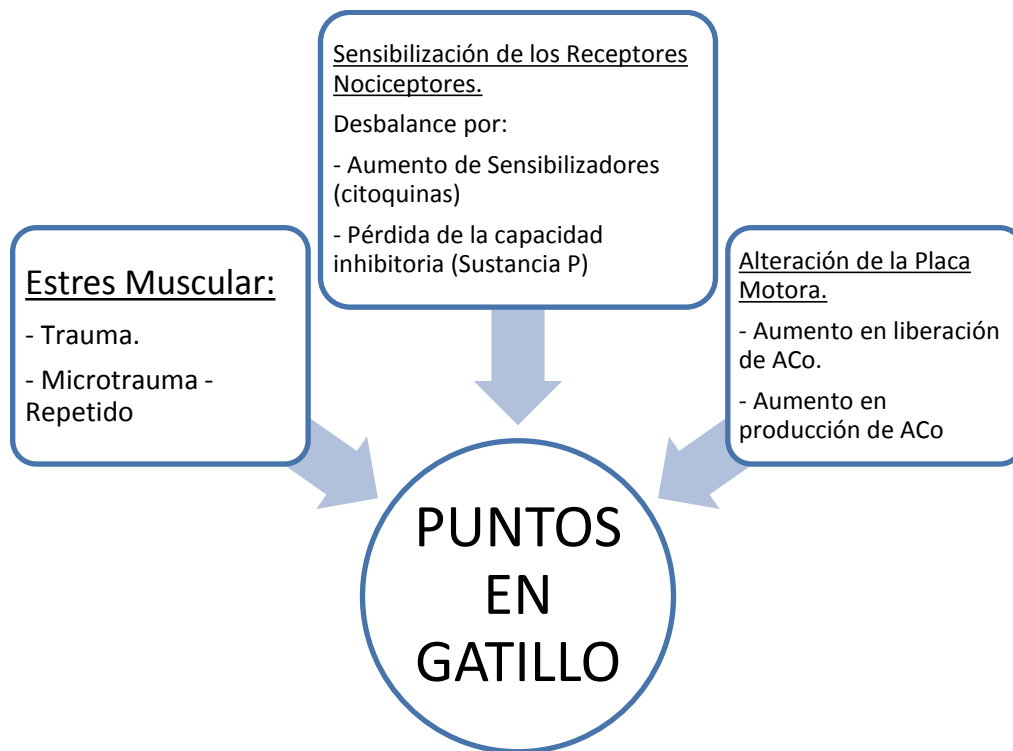 Sensibilización de los Receptores
Nociceptores.
Desbalance por:
- Aumento de Sensibilizadores
(citoquinas)
- Pérdida de la capacidad
inhibitoria (Sustancia P)
Estres Muscular:
- Trauma.
- Microtrauma -
Repetido
Alteración de la Placa
Motora.
- Aumento en liberación
de ACo.
- Aumento en
producción de ACo
PUNTOS
EN
GATILLO